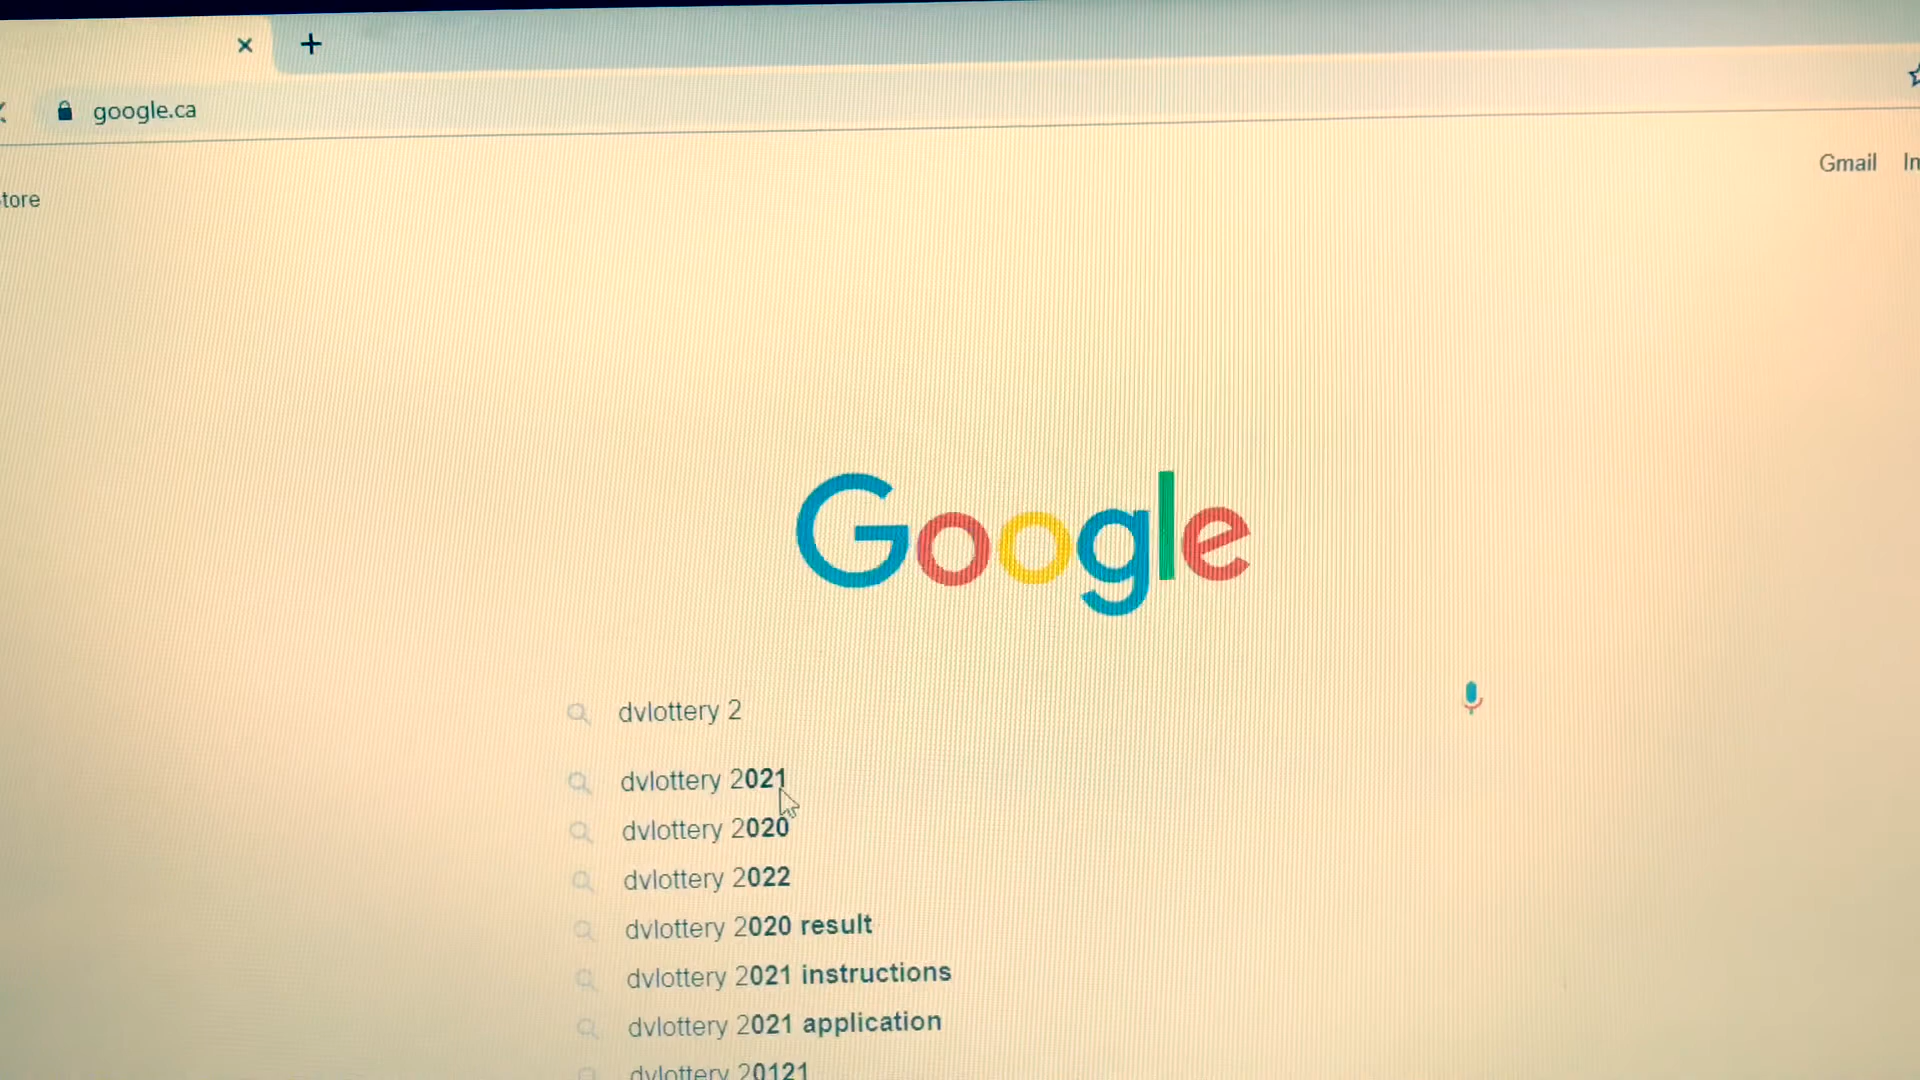 google.ca
Gmail
tore
Google
dvlottery 2
dvlottery 2021
dvlottery 2020
dvlottery 2022
dvlottery 2020 result
dvlottery 2021 instructions
dvlottery 2021 application
dvlottery 20121